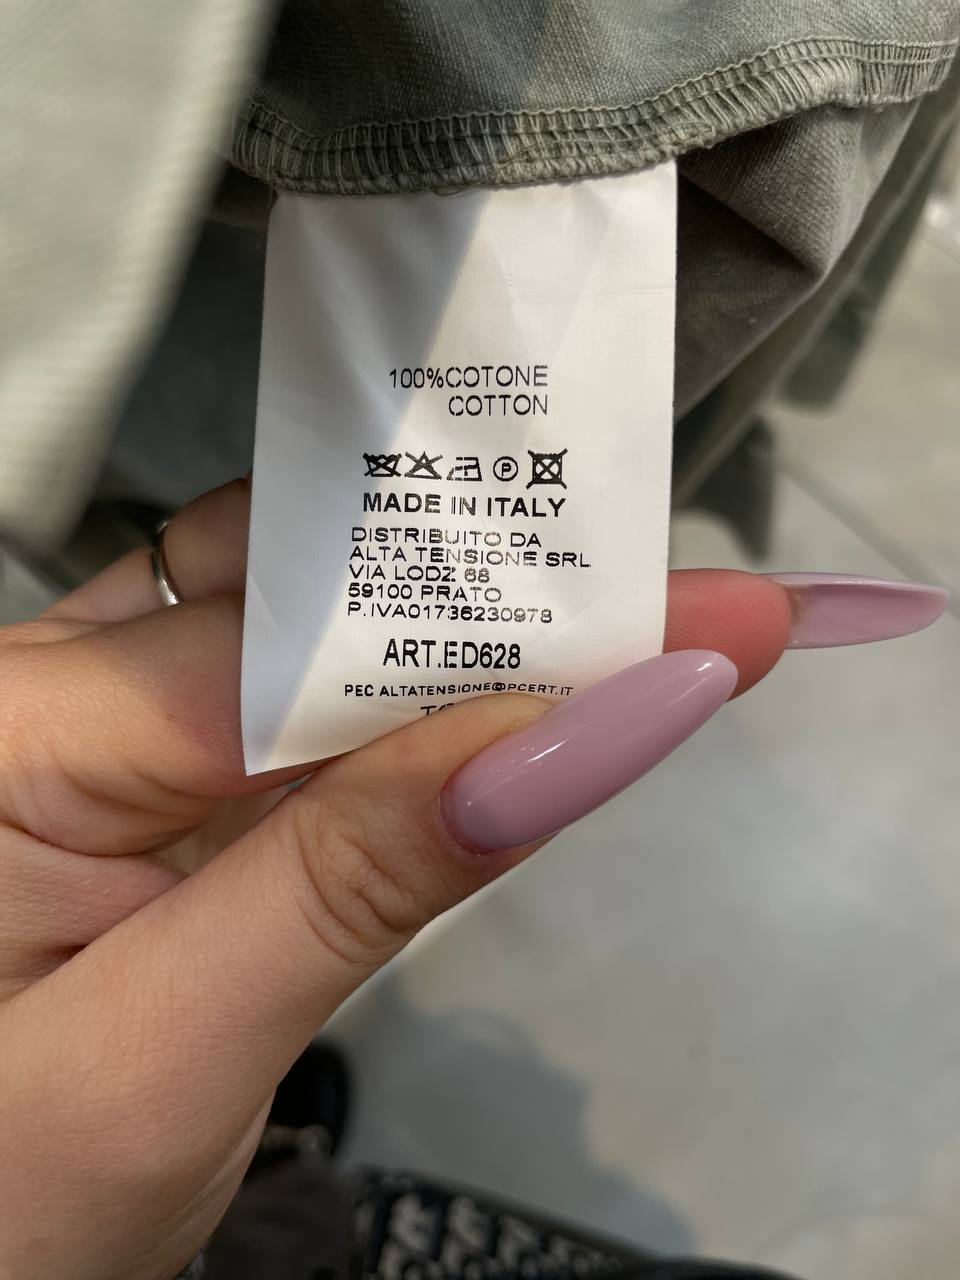 100%COTONE
COTTON
P
MADE IN ITALY
DISTRIBUITO DA
ALTA TENSIONE SRL
VIA LODZ 68
59100 PRATO
P.IVA01736230978
ART.ED628
PEC ALTATENSIONE@PCERT.IT